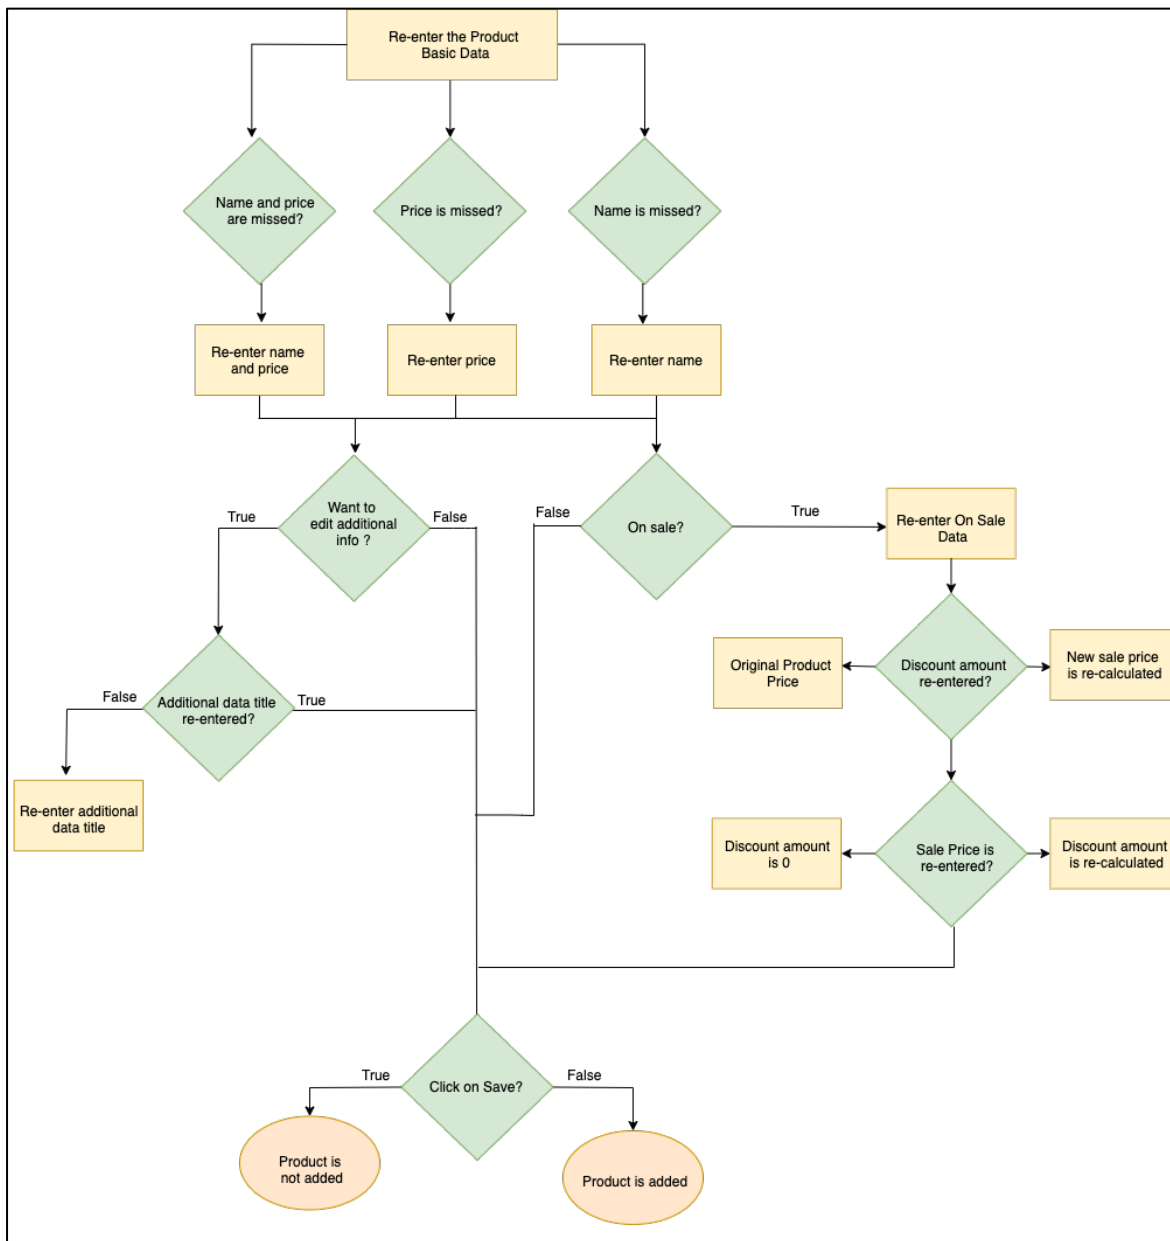 Re-enter the Product
Basic Data
Name and price
are missed?
Price is missed?
Name is missed?
Re-enter name
and price
Re-enter price
Re-enter name
Want to
edit additional
info ?
True
False
On sale?
False
True
Re-enter On Sale
Data
Original Product
Price
Discount amount
re-entered?
New sale price
is re-calculated
Additional data title
re-entered?
False
True
Re-enter additional
data title
Discount amount
is 0
Sale Price is
re-entered?
Discount amount
is re-calculated
Click on Save?
True
False
Product is
not added
Product is added